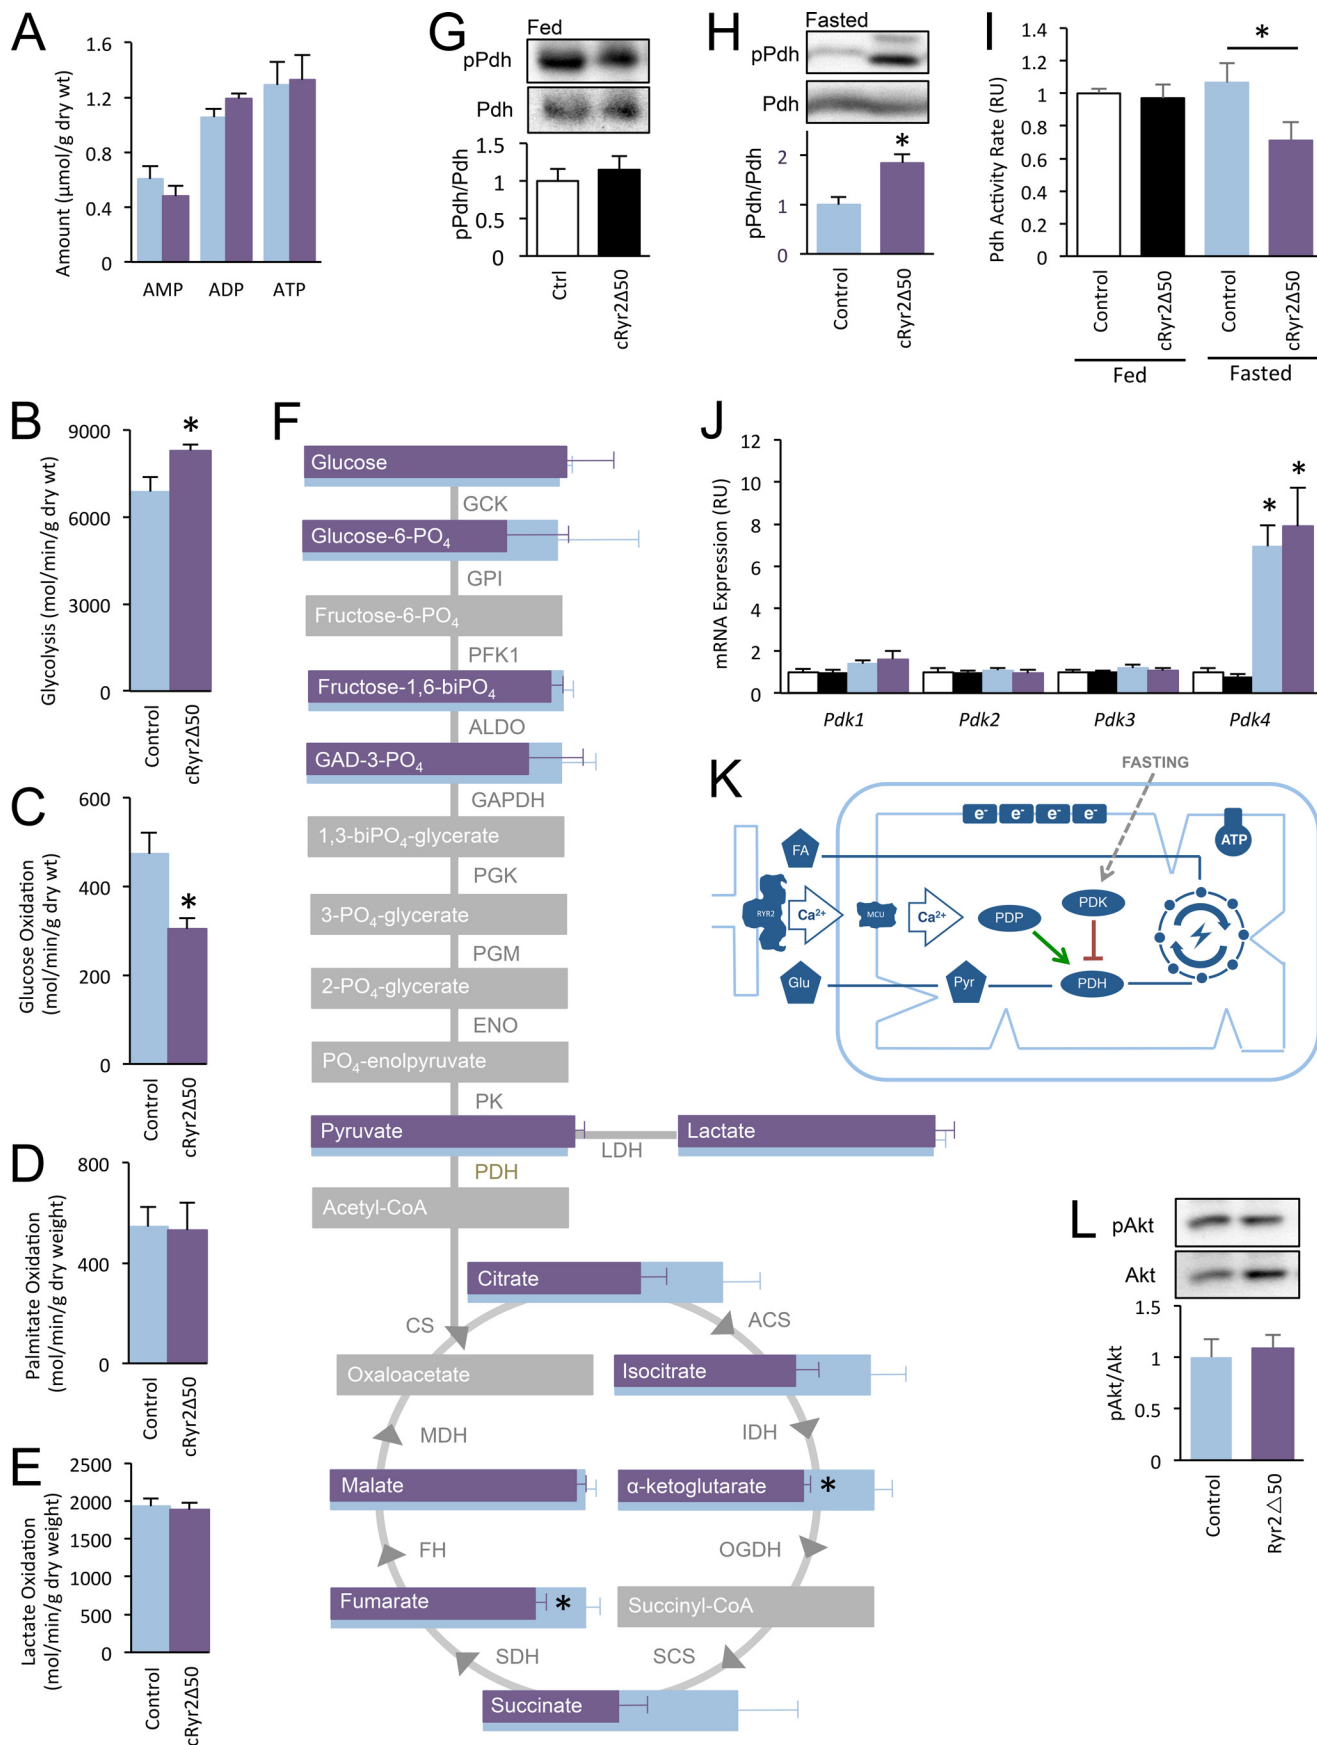 A
Amount (μmol/g dry wt)
1.6
1.2
0.8
0.4
0
AMP ADP ATP
B
Glycolysis (mol/min/g dry wt)
9000
6000
3000
0
*
Control
cRyr2Δ50
C
Glucose Oxidation
(mol/min/g dry wt)
600
400
200
0
*
Control
cRyr2Δ50
D
Palmitate Oxidation
(mol/min/g dry weight)
800
400
0
Control
cRyr2Δ50
E
Lactate Oxidation
(mol/min/g dry weight)
2500
2000
1500
1000
500
0
Control
cRyr2Δ50
F
Glucose
GCK
Glucose-6-PO₄
GPI
Fructose-6-PO₄
PFK1
Fructose-1,6-biPO₄
ALDO
GAD-3-PO₄
GAPDH
1,3-biPO₄-glycerate
PGK
3-PO₄-glycerate
PGM
2-PO₄-glycerate
ENO
PO₄-enolpyruvate
PK
Pyruvate
LDH
Lactate
PDH
Acetyl-CoA
Citrate
CS
ACS
Oxaloacetate
Isocitrate
MDH
IDH
Malate
α-ketoglutarate *
FH
OGDH
Fumarate *
Succinyl-CoA
SDH
SCS
Succinate
G
Fed
pPdh
Pdh
pPdh/Pdh
1.5
1
0.5
0
Ctrl
cRyr2Δ50
H
Fasted
pPdh
Pdh
pPdh/Pdh
2
1
0
*
Control
cRyr2Δ50
I
Pdh Activity Rate (RU)
1.4
1.2
1
0.8
0.6
0.4
0.2
0
*
Control
cRyr2Δ50
Control
cRyr2Δ50
Fed
Fasted
J
mRNA Expression (RU)
12
10
8
6
4
2
0
* *
Pdk1 Pdk2 Pdk3 Pdk4
K
FASTING
e⁻ e⁻ e⁻ e⁻
ATP
FA
RYR2
Ca²⁺
MCU
Ca²⁺
PDP
PDK
Glu
Pyr
PDH
L
pAkt
Akt
pAkt/Akt
1.5
1
0.5
0
Control
Ryr2△50